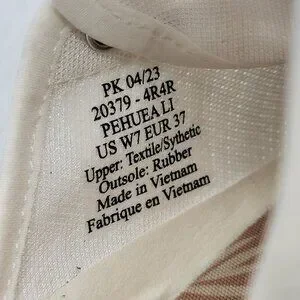 PK 04/23
20379 - 4R4R
PEHUEA LI
US W7 EUR 37
Upper: Textile/Sythetic
Outsole: Rubber
Made in Vietnam
Fabrique en Vietnam